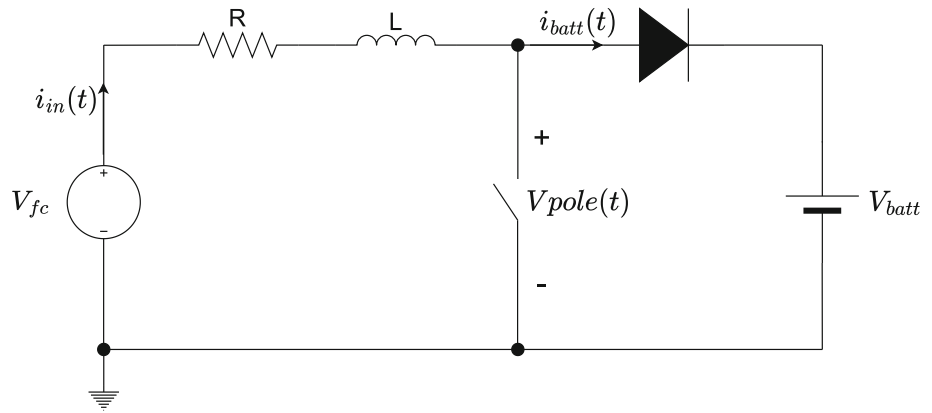 R
L
i_batt(t)
i_in(t)
+
+
V_fc
Vpole(t)
V_batt
-
-